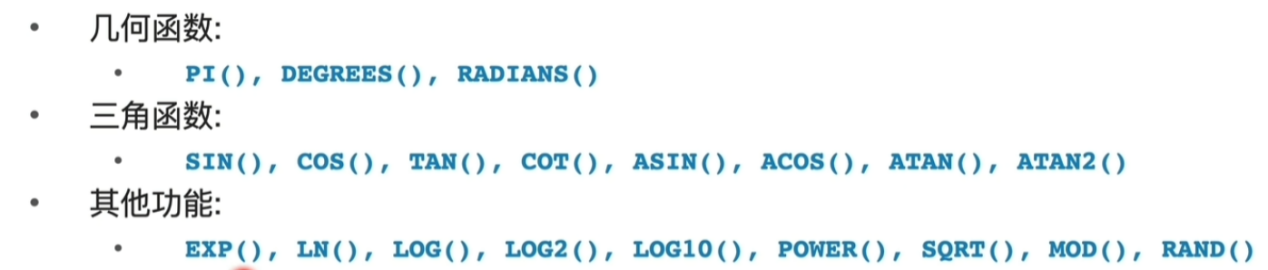 • 几何函数:
• PI(), DEGREES(), RADIANS()
• 三角函数:
• SIN(), COS(), TAN(), COT(), ASIN(), ACOS(), ATAN(), ATAN2()
• 其他功能:
• EXP(), LN(), LOG(), LOG2(), LOG10(), POWER(), SQRT(), MOD(), RAND()